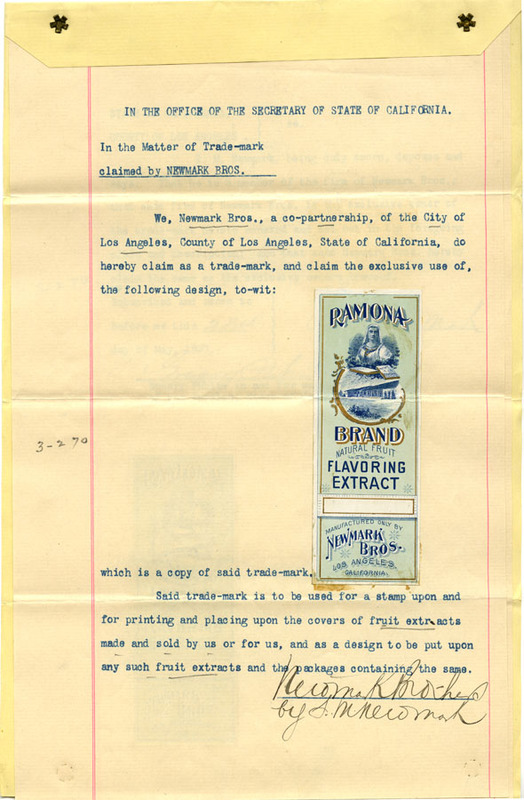 IN THE OFFICE OF THE SECRETARY OF STATE OF CALIFORNIA.
In the Matter of Trade-mark
claimed by NEWMARK BROS.
We, Newmark Bros., a co-partnership, of the City of
Los Angeles, County of Los Angeles, State of California, do
hereby claim as a trade-mark, and claim the exclusive use of,
the following design, to-wit:
RAMONA
BRAND
NATURAL FRUIT
FLAVORING
EXTRACT
MANUFACTURED ONLY BY
NEWMARK
BROS.
LOS ANGELES
CALIFORNIA
3-2 70
which is a copy of said trade-mark.
Said trade-mark is to be used for a stamp upon and
for printing and placing upon the covers of fruit extracts
made and sold by us or for us, and as a design to be put upon
any such fruit extracts and the packages containing the same.
Newmark Brothers
by S. M Newmark